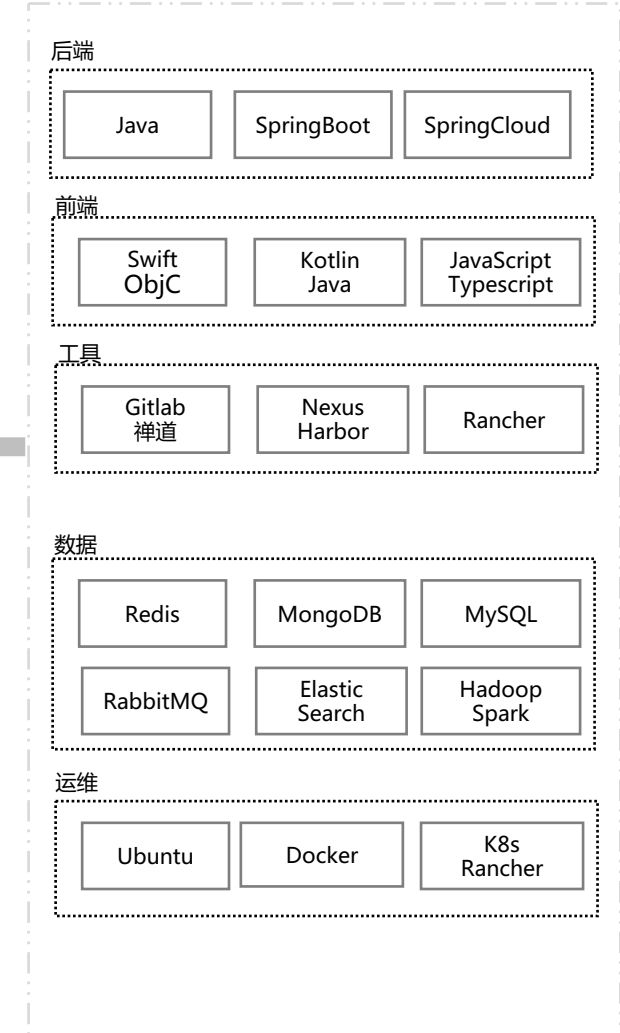 后端
Java
SpringBoot
SpringCloud
前端
Swift
ObjC
Kotlin
Java
JavaScript
Typescript
工具
Gitlab
禅道
Nexus
Harbor
Rancher
数据
Redis
MongoDB
MySQL
RabbitMQ
Elastic
Search
Hadoop
Spark
运维
Ubuntu
Docker
K8s
Rancher